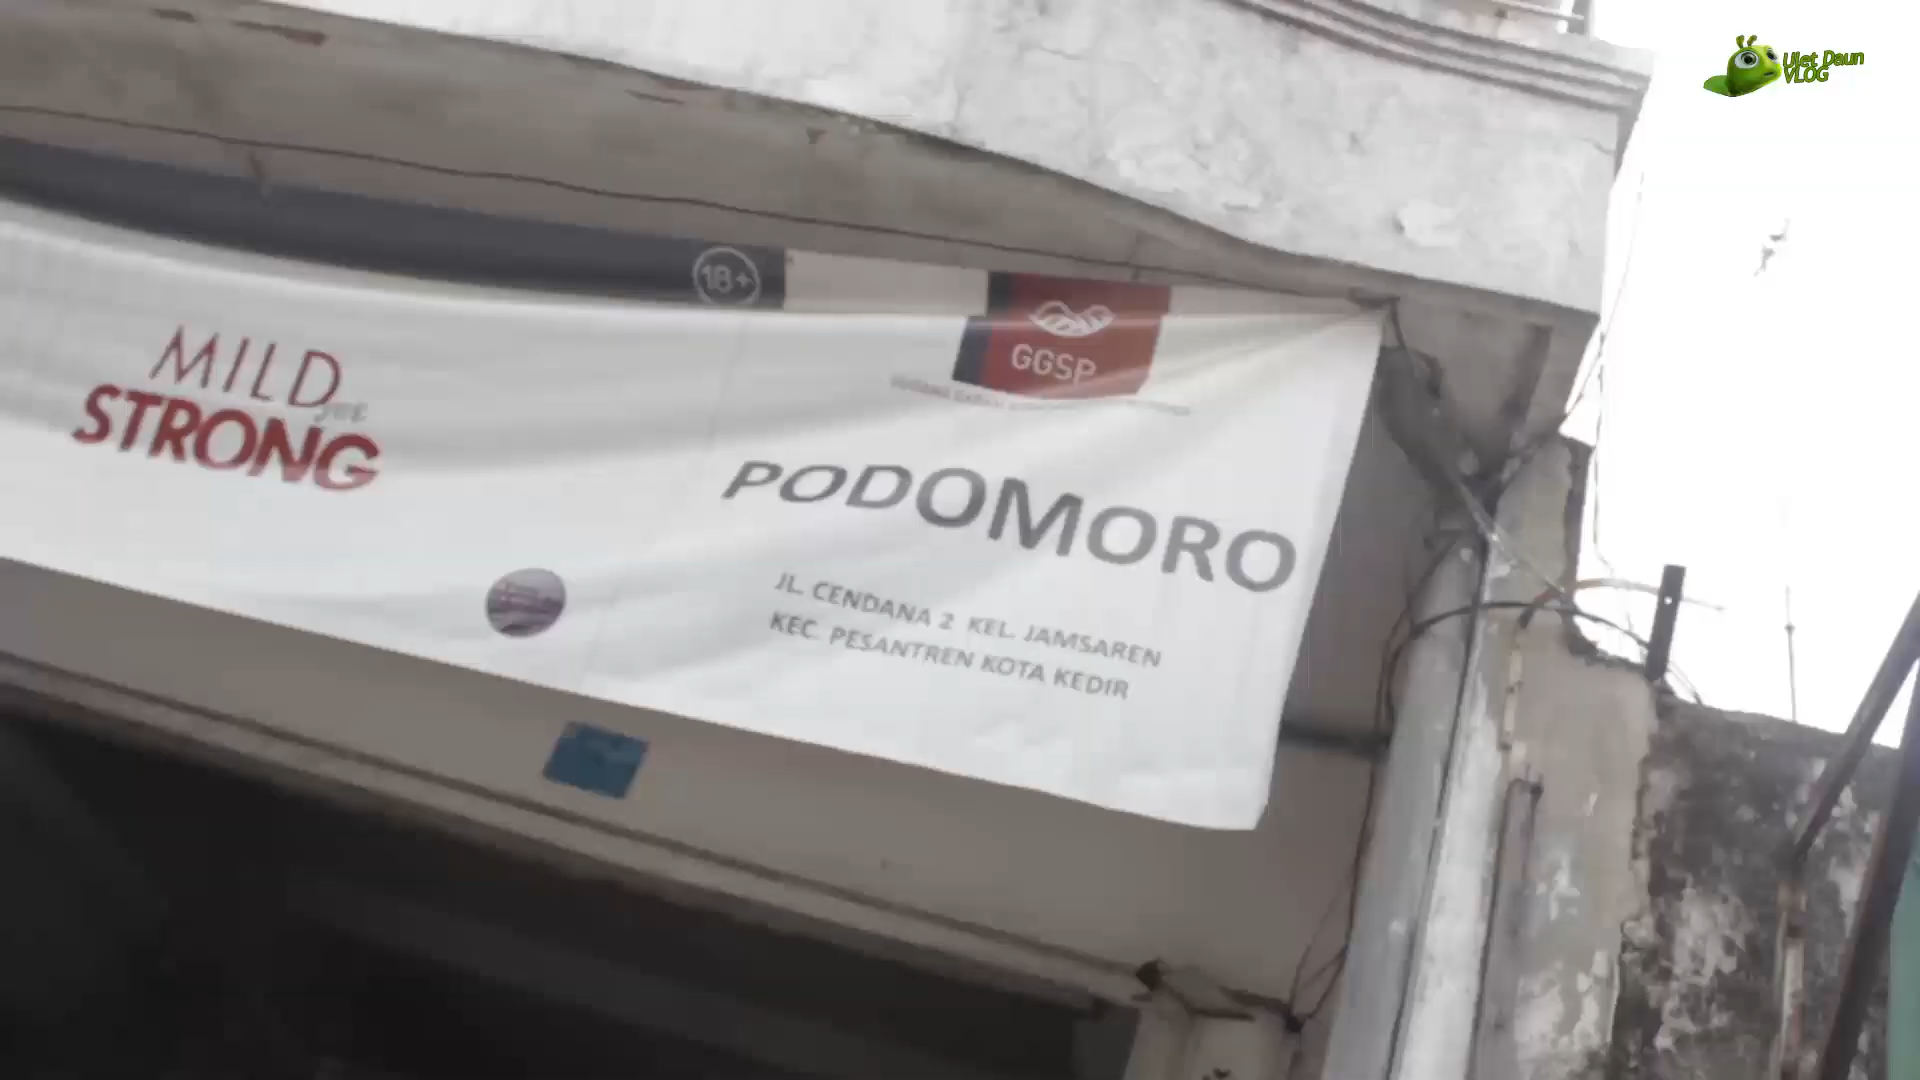 Ulet Daun
VLOG
18+
GGSP
MILD
STRONG
PODOMORO
JL. CENDANA 2 KEL. JAMSAREN
KEC. PESANTREN KOTA KEDIR